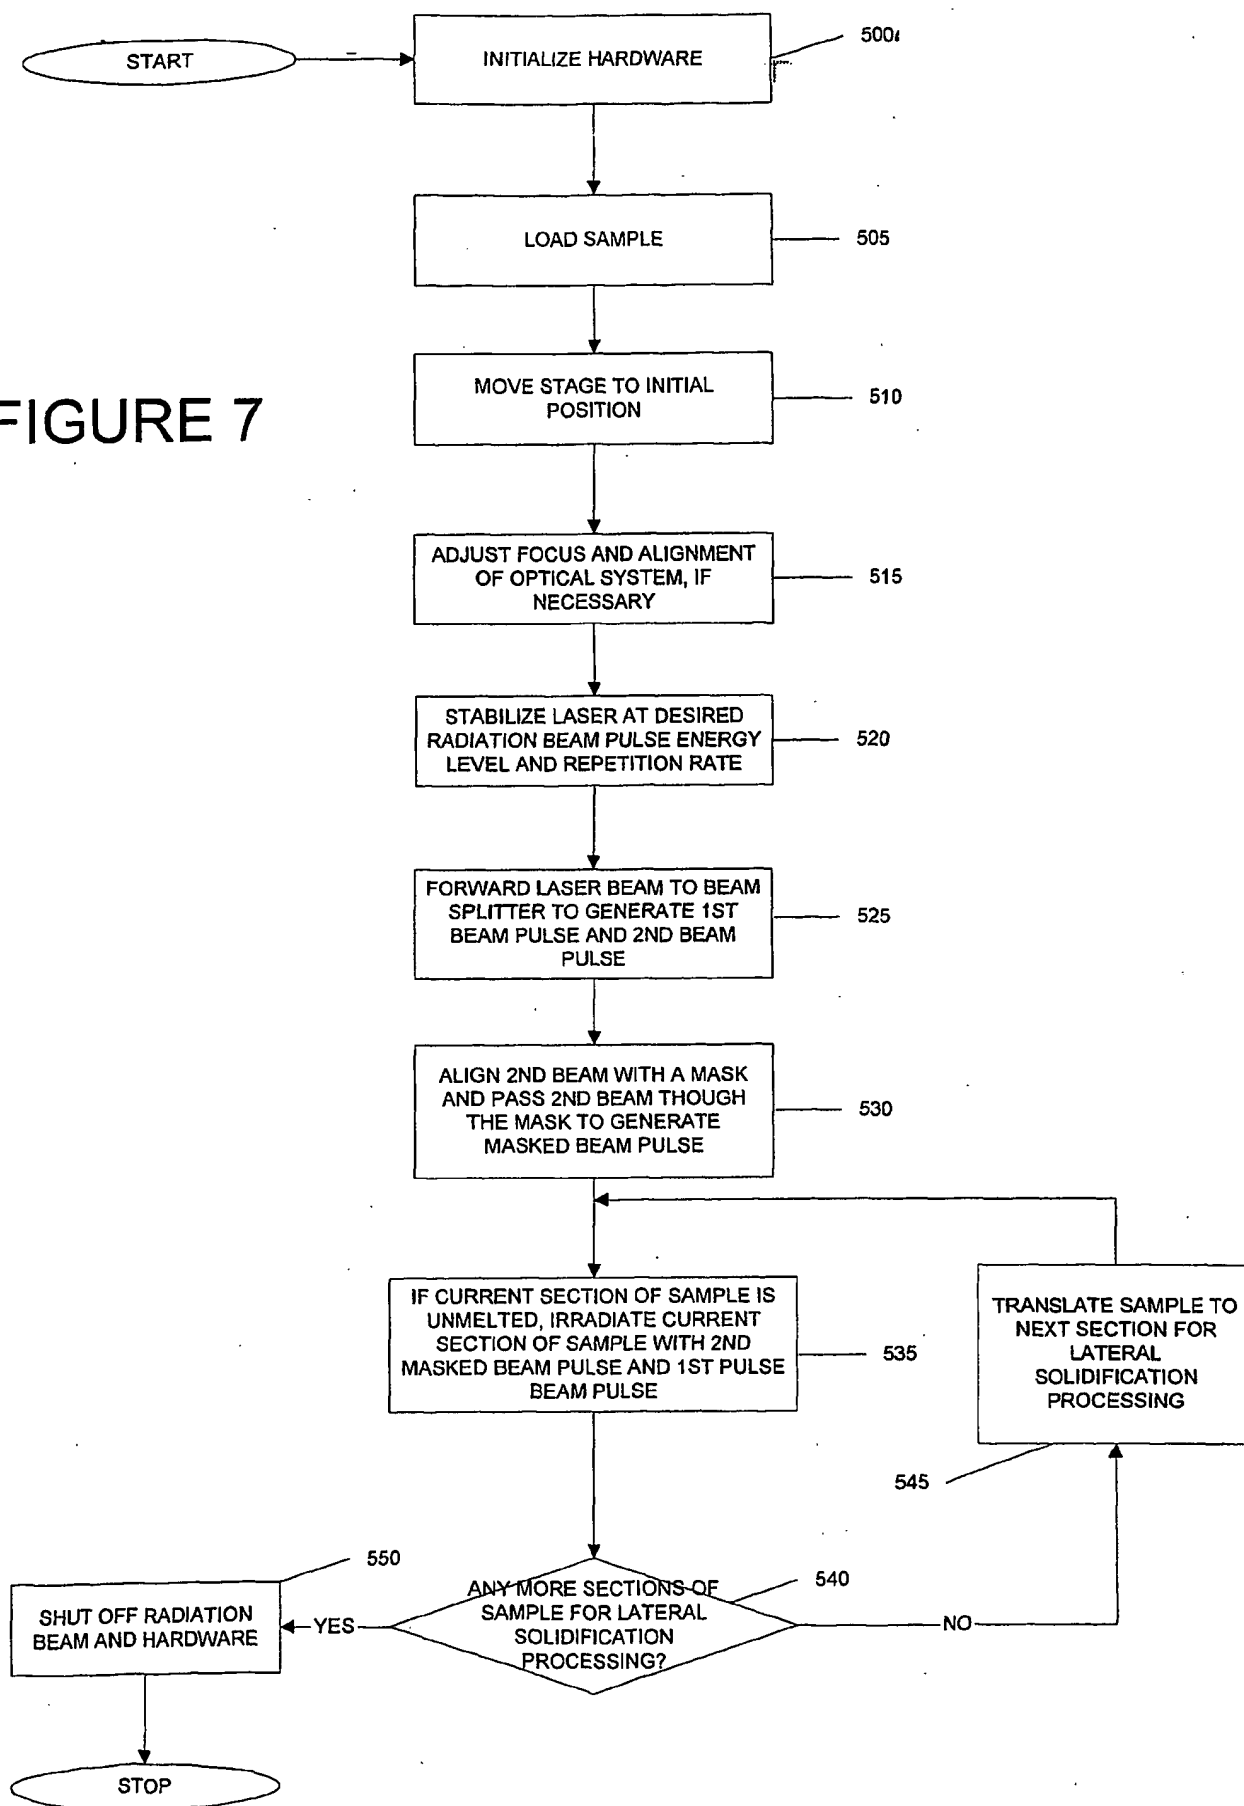 START
INITIALIZE HARDWARE
500
LOAD SAMPLE
505
FIGURE 7
MOVE STAGE TO INITIAL
POSITION
510
ADJUST FOCUS AND ALIGNMENT
OF OPTICAL SYSTEM, IF
NECESSARY
515
STABILIZE LASER AT DESIRED
RADIATION BEAM PULSE ENERGY
LEVEL AND REPETITION RATE
520
FORWARD LASER BEAM TO BEAM
SPLITTER TO GENERATE 1ST
BEAM PULSE AND 2ND BEAM
PULSE
525
ALIGN 2ND BEAM WITH A MASK
AND PASS 2ND BEAM THOUGH
THE MASK TO GENERATE
MASKED BEAM PULSE
530
IF CURRENT SECTION OF SAMPLE IS
UNMELTED, IRRADIATE CURRENT
SECTION OF SAMPLE WITH 2ND
MASKED BEAM PULSE AND 1ST PULSE
BEAM PULSE
535
TRANSLATE SAMPLE TO
NEXT SECTION FOR
LATERAL
SOLIDIFICATION
PROCESSING
545
ANY MORE SECTIONS OF
SAMPLE FOR LATERAL
SOLIDIFICATION
PROCESSING?
540
NO
YES
550
SHUT OFF RADIATION
BEAM AND HARDWARE
STOP